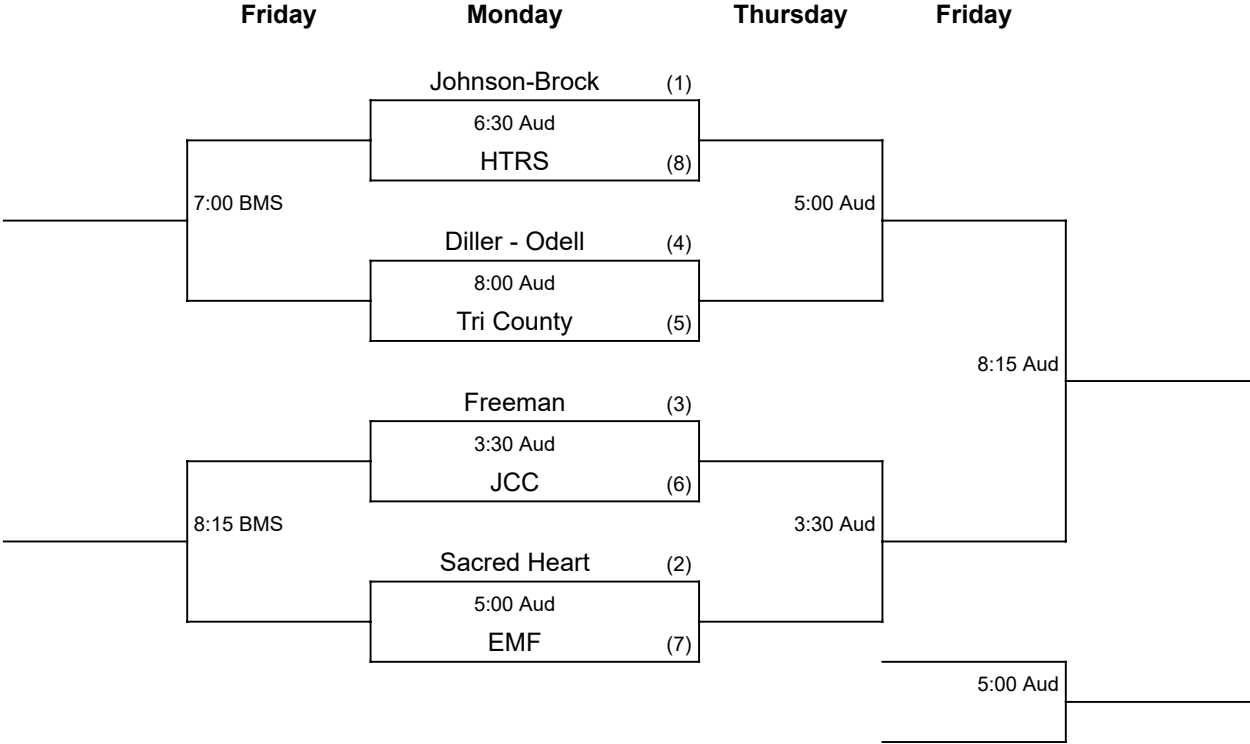 Friday Monday Thursday Friday
Johnson-Brock (1)
6:30 Aud
HTRS (8)
7:00 BMS 5:00 Aud
Diller - Odell (4)
8:00 Aud
Tri County (5)
8:15 Aud
Freeman (3)
3:30 Aud
JCC (6)
8:15 BMS 3:30 Aud
Sacred Heart (2)
5:00 Aud
EMF (7)
5:00 Aud